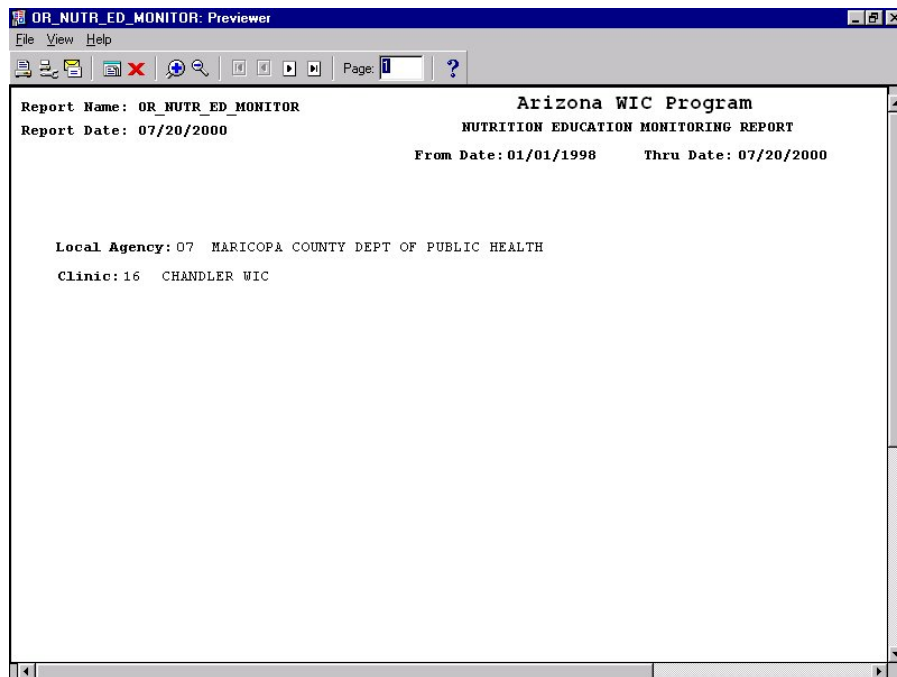 OR_NUTR_ED_MONITOR: Previewer
File View Help
Page: 1 ?
Report Name: OR_NUTR_ED_MONITOR Arizona WIC Program
Report Date: 07/20/2000 NUTRITION EDUCATION MONITORING REPORT
From Date: 01/01/1998 Thru Date: 07/20/2000
Local Agency: 07 MARICOPA COUNTY DEPT OF PUBLIC HEALTH
Clinic: 16 CHANDLER WIC